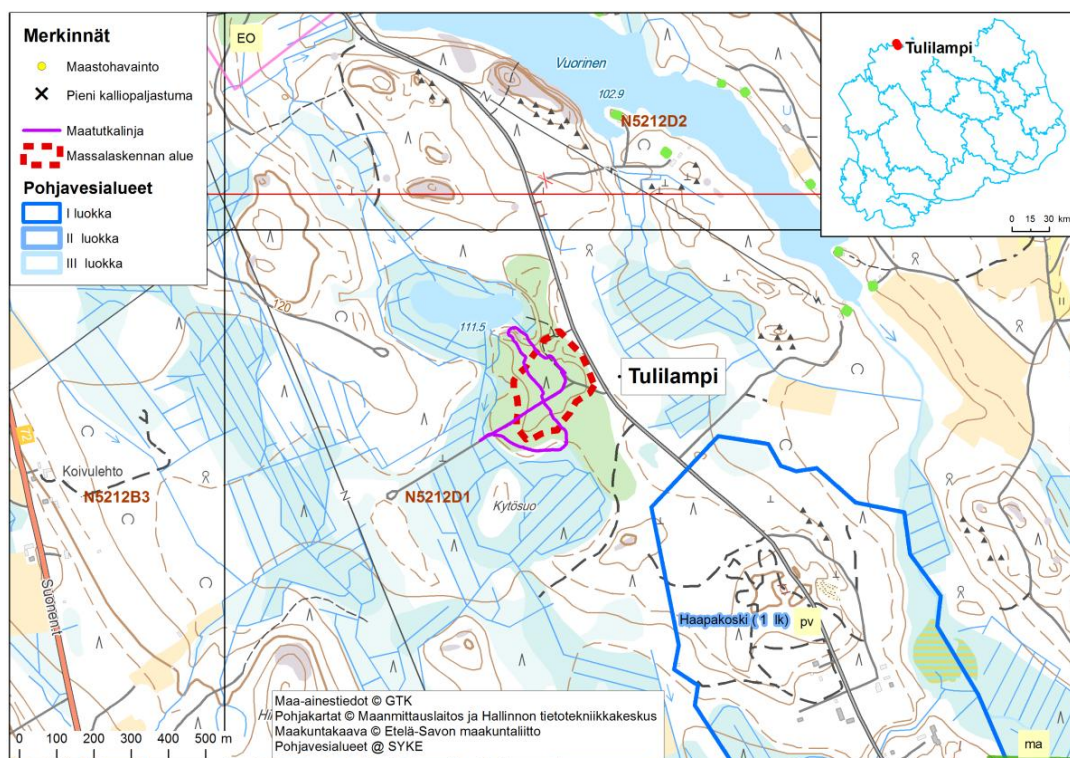 Merkinnät
Maastohavainto
Pieni kalliopaljastuma
Maatutkalinja
Massalaskennan alue
Pohjavesialueet
I luokka
II luokka
III luokka
EO
Vuorinen
102.9
N5212D2
Tulilampi
0 15 30 km
120
111.5
Tulilampi
72
Koivulehto
N5212B3
N5212D1
Kytösuo
Suonen.t
Haapakoski (1 lk)
pv
Maa-ainestiedot © GTK
Pohjakartat © Maanmittauslaitos ja Hallinnon tietotekniikkakeskus
Maakuntakaava © Etelä-Savon maakuntaliitto
Pohjavesialueet @ SYKE
ma
0 100 200 300 400 500 m